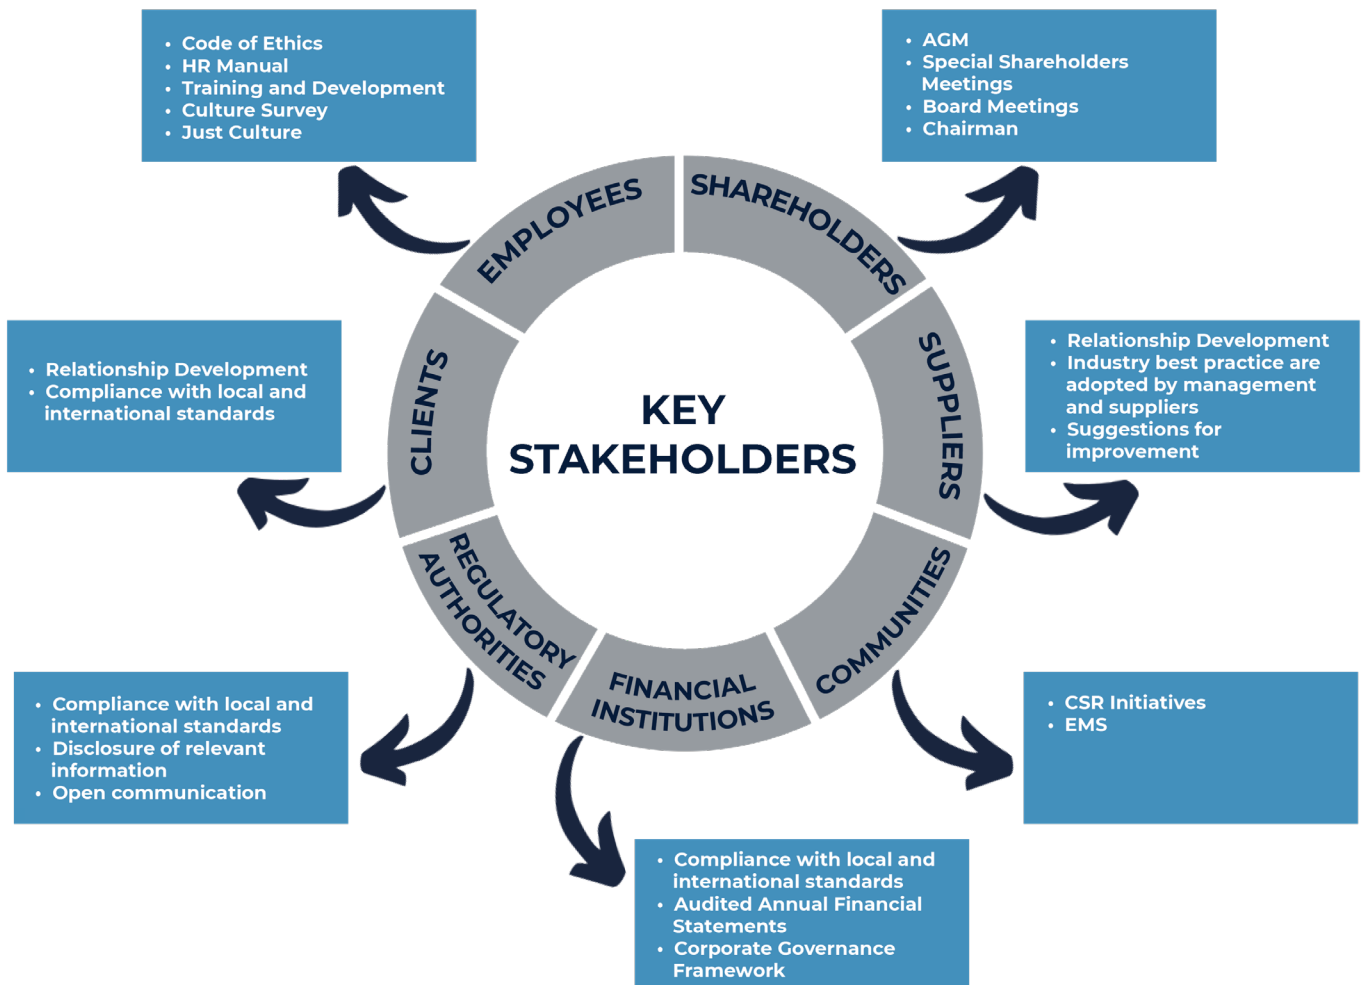 • Code of Ethics
• HR Manual
• Training and Development
• Culture Survey
• Just Culture
• AGM
• Special Shareholders
Meetings
• Board Meetings
• Chairman
EMPLOYEES
SHAREHOLDERS
• Relationship Development
• Compliance with local and
international standards
CLIENTS
KEY
STAKEHOLDERS
SUPPLIERS
• Relationship Development
• Industry best practice are
adopted by management
and suppliers
• Suggestions for
improvement
REGULATORY
AUTHORITIES
FINANCIAL
INSTITUTIONS
COMMUNITIES
• Compliance with local and
international standards
• Disclosure of relevant
information
• Open communication
• CSR Initiatives
• EMS
• Compliance with local and
international standards
• Audited Annual Financial
Statements
• Corporate Governance
Framework